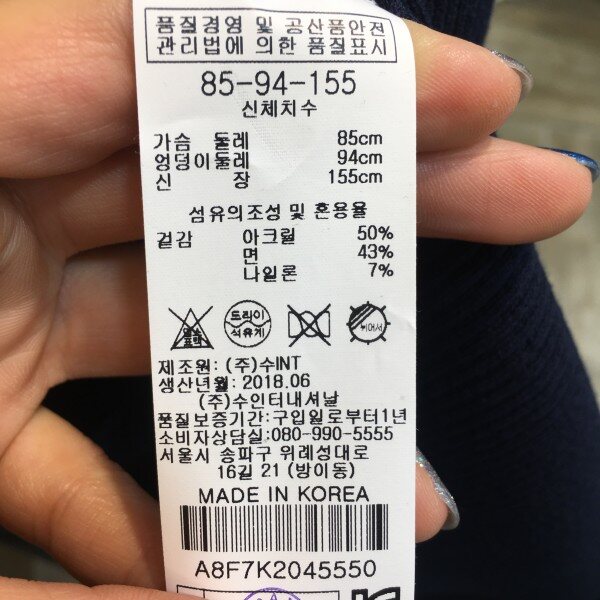 품질경영 및 공산품안전
관리법에 의한 품질표시
85-94-155
신체치수
가슴 둘레 85cm
엉덩이둘레 94cm
신 장 155cm
섬유의조성 및 혼용율
겉감 아크릴 50%
면 43%
나일론 7%
드라이
석유계
뉘어서
제조원: (주)수INT
생산년월: 2018.06
(주)수인터내셔날
품질보증기간:구입일로부터1년
소비자상담실:080-990-5555
서울시 송파구 위례성대로
16길 21 (방이동)
MADE IN KOREA
A8F7K2045550